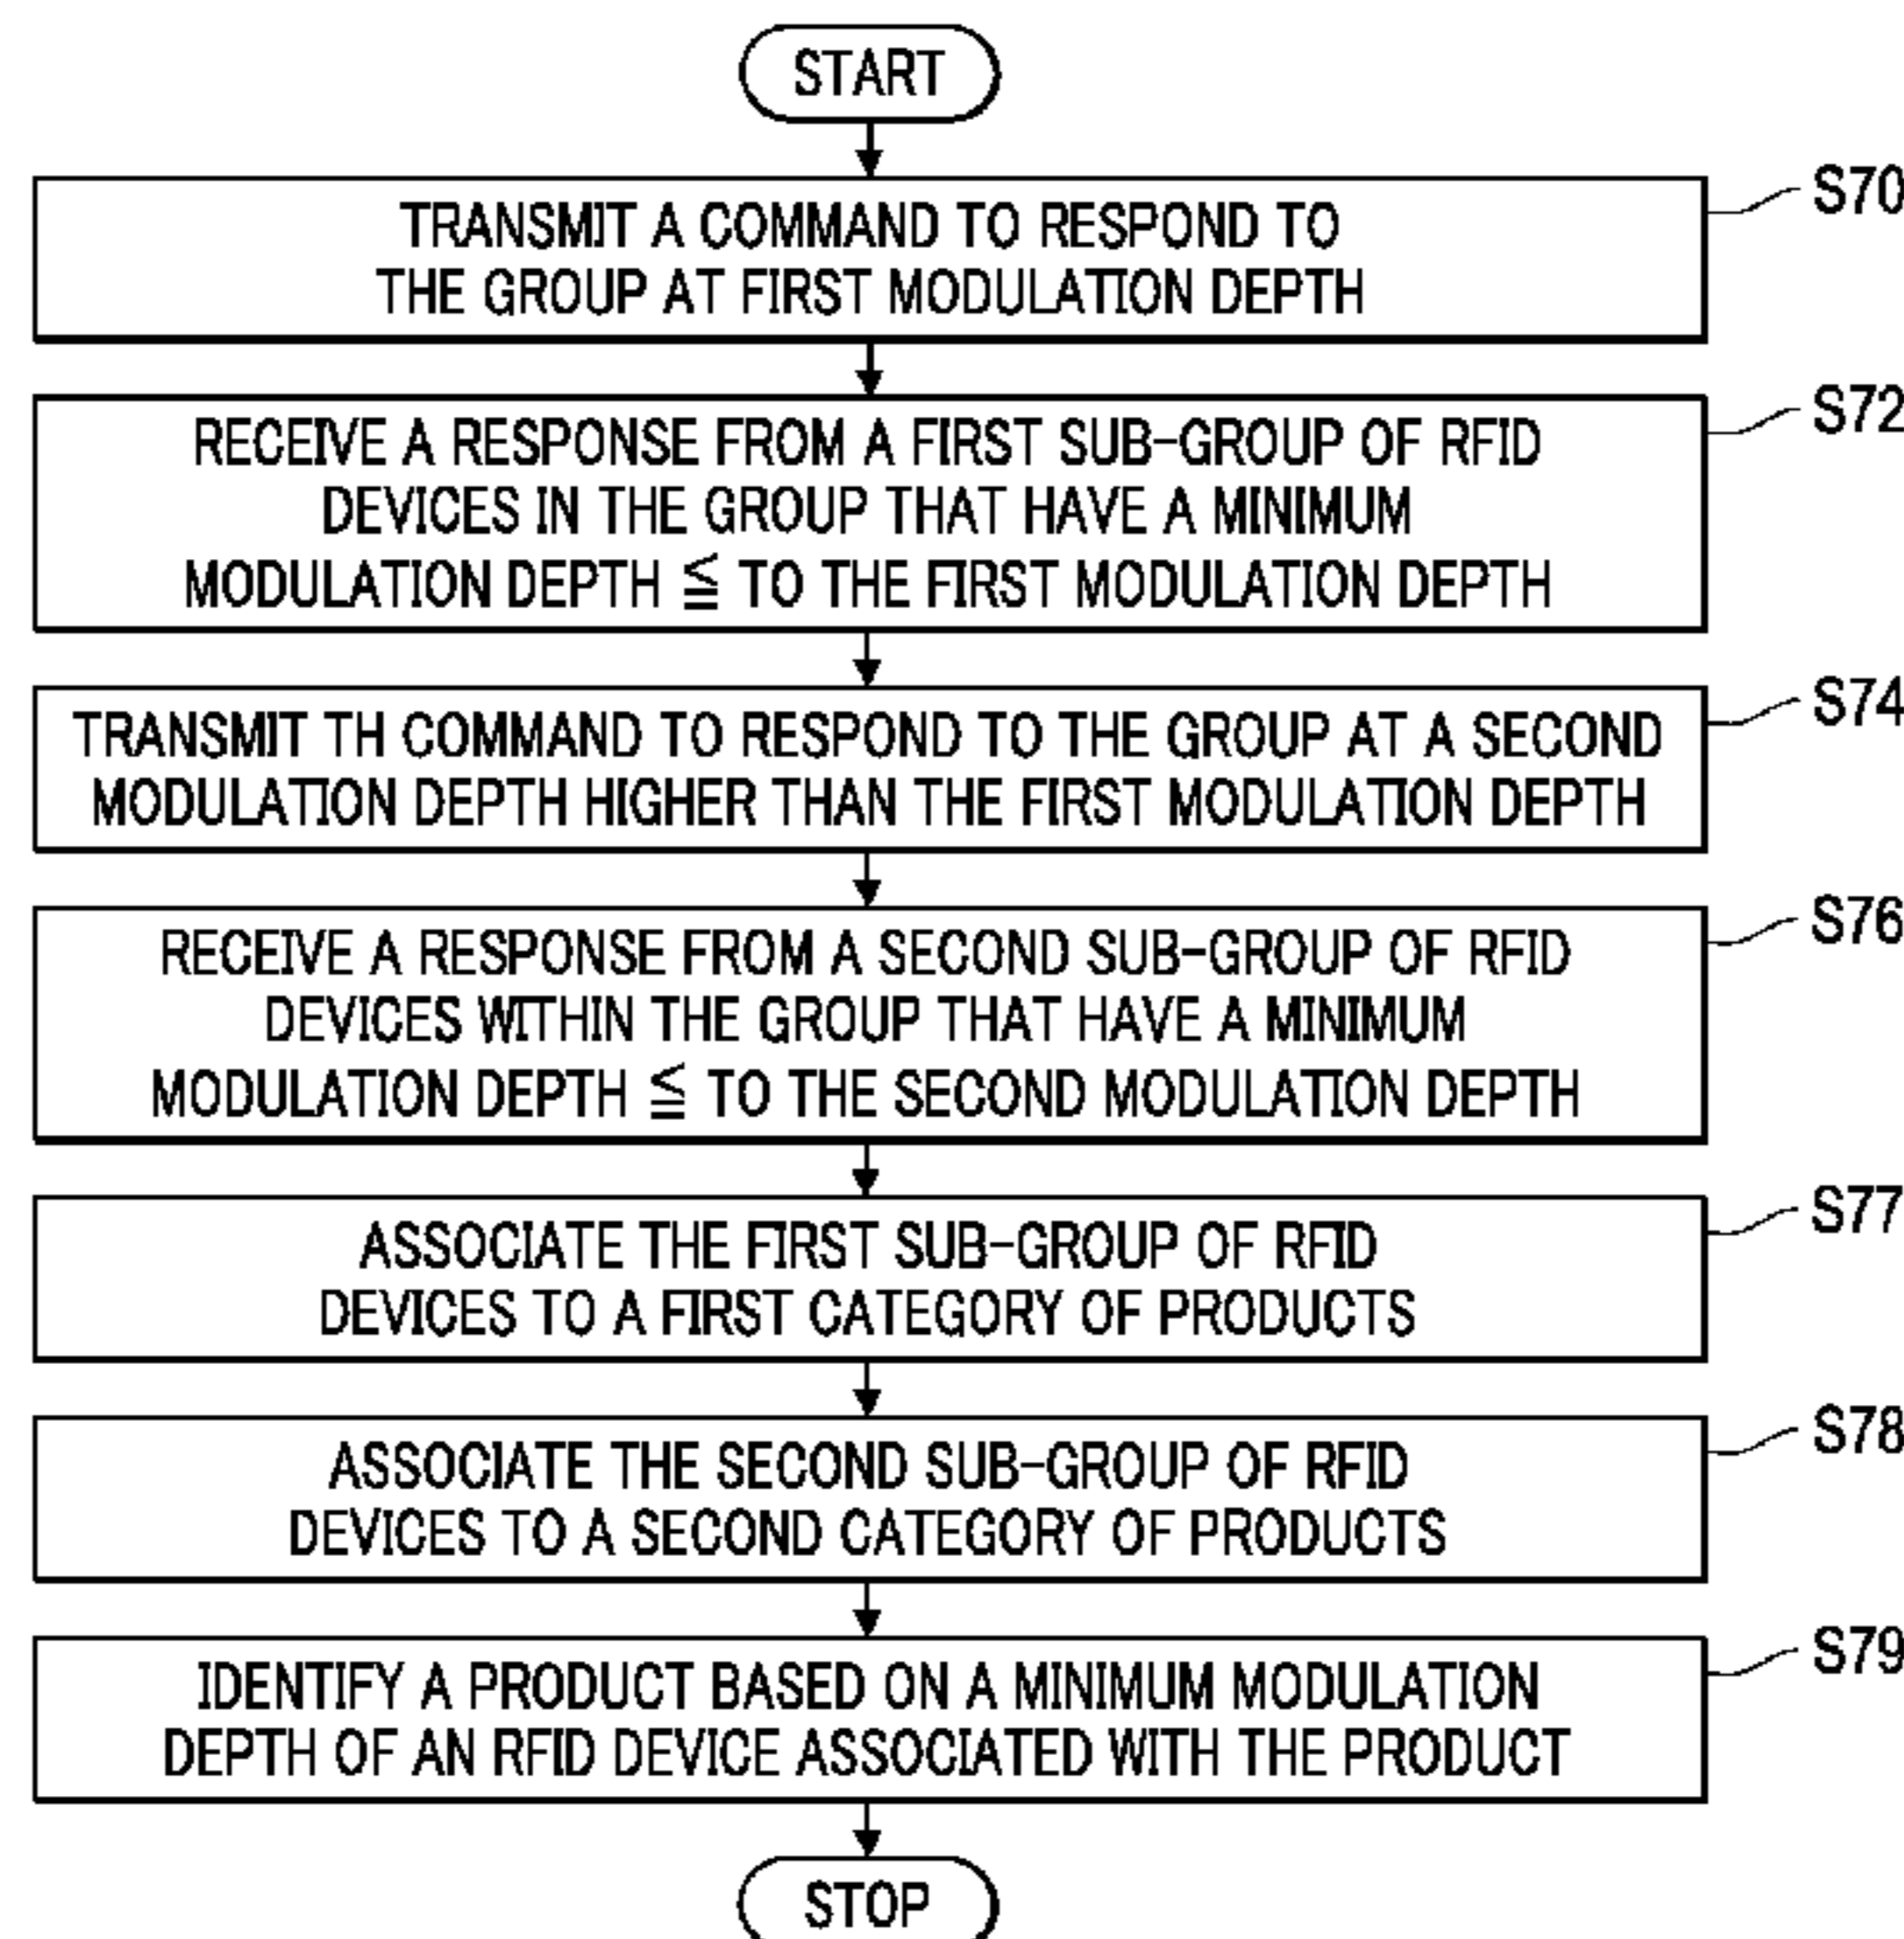 START
TRANSMIT A COMMAND TO RESPOND TO
THE GROUP AT FIRST MODULATION DEPTH
S70
RECEIVE A RESPONSE FROM A FIRST SUB-GROUP OF RFID
DEVICES IN THE GROUP THAT HAVE A MINIMUM
MODULATION DEPTH ≦ TO THE FIRST MODULATION DEPTH
S72
TRANSMIT TH COMMAND TO RESPOND TO THE GROUP AT A SECOND
MODULATION DEPTH HIGHER THAN THE FIRST MODULATION DEPTH
S74
RECEIVE A RESPONSE FROM A SECOND SUB-GROUP OF RFID
DEVICES WITHIN THE GROUP THAT HAVE A MINIMUM
MODULATION DEPTH ≦ TO THE SECOND MODULATION DEPTH
S76
ASSOCIATE THE FIRST SUB-GROUP OF RFID
DEVICES TO A FIRST CATEGORY OF PRODUCTS
S77
ASSOCIATE THE SECOND SUB-GROUP OF RFID
DEVICES TO A SECOND CATEGORY OF PRODUCTS
S78
IDENTIFY A PRODUCT BASED ON A MINIMUM MODULATION
DEPTH OF AN RFID DEVICE ASSOCIATED WITH THE PRODUCT
S79
STOP